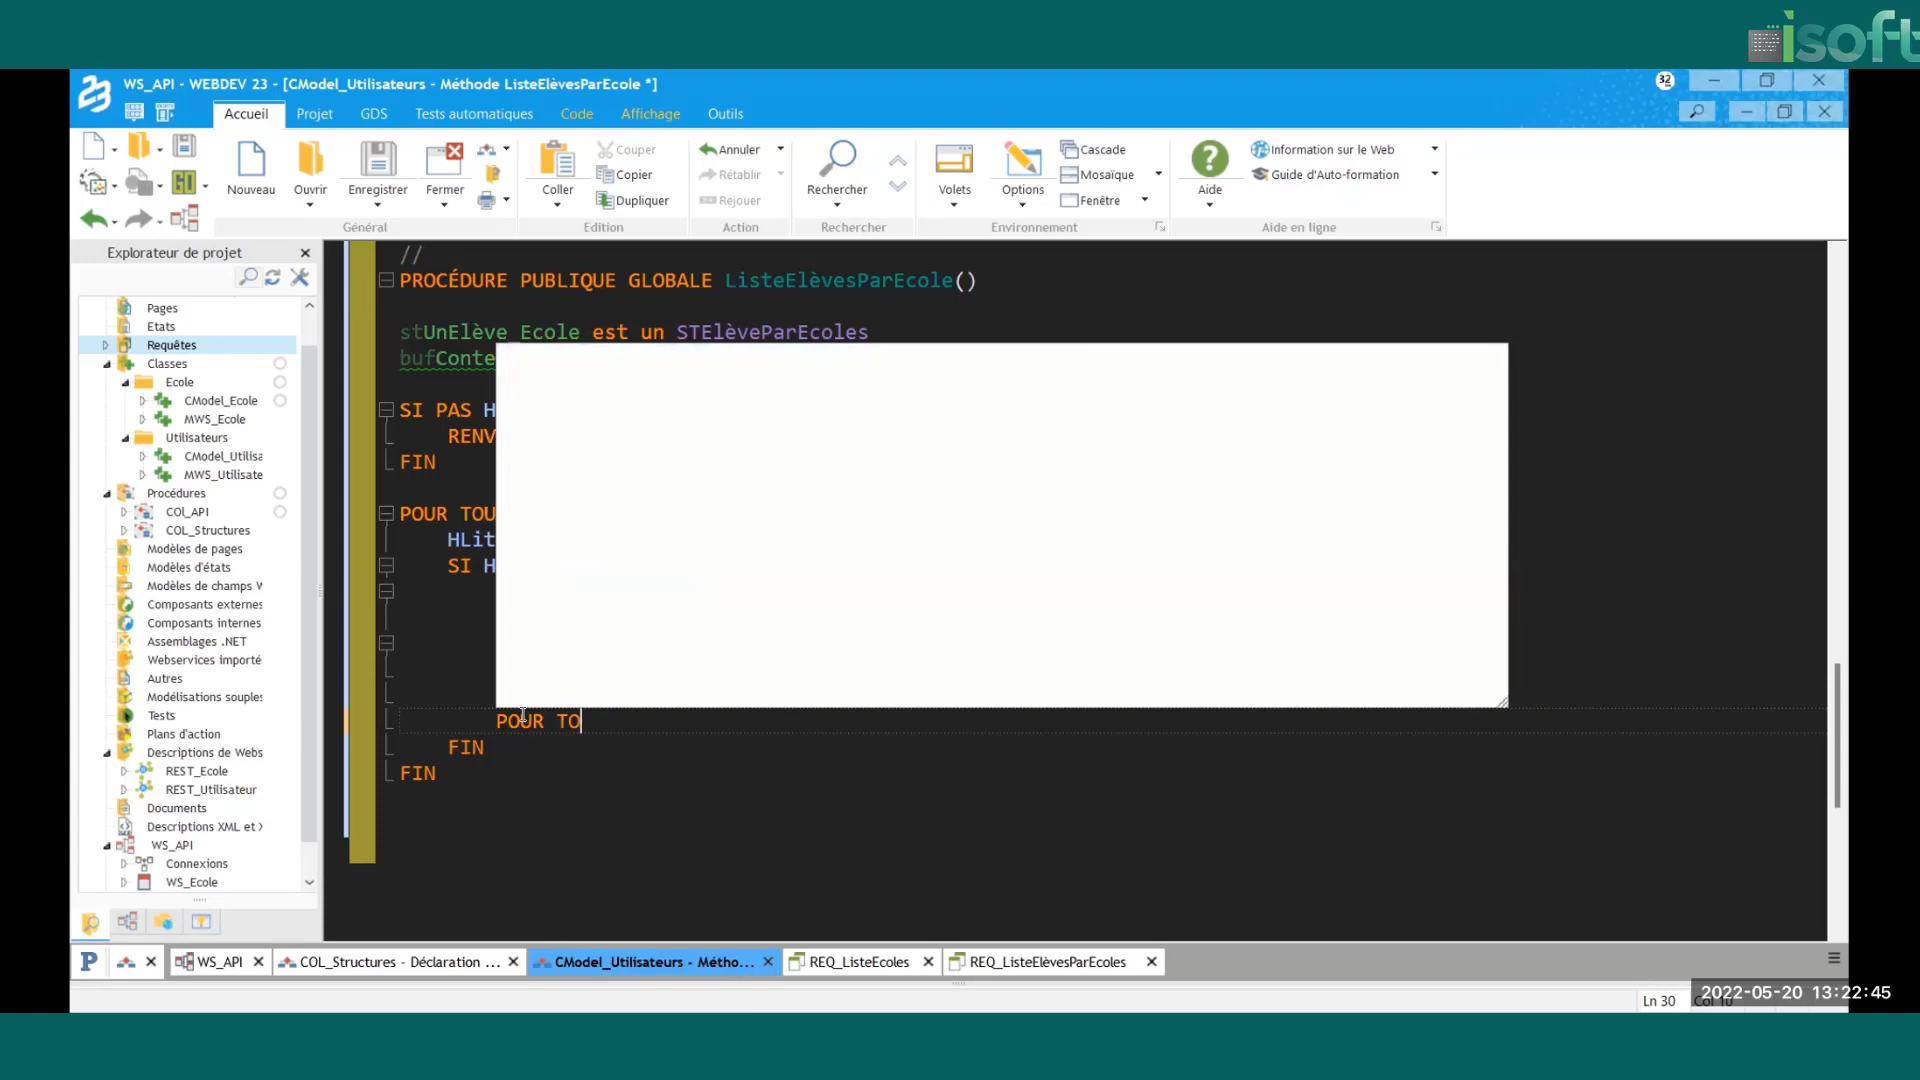 isoft
WS_API - WEBDEV 23 - [CModel_Utilisateurs - Méthode ListeElèvesParEcole *]
32
Accueil
Projet
GDS
Tests automatiques
Code
Affichage
Outils
Nouveau
Ouvrir
Enregistrer
Fermer
Général
Coller
Couper
Copier
Dupliquer
Edition
Annuler
Rétablir
Rejouer
Action
Rechercher
Rechercher
Volets
Options
Cascade
Mosaïque
Fenêtre
Environnement
Aide
Information sur le Web
Guide d'Auto-formation
Aide en ligne
GO
Explorateur de projet
Pages
Etats
Requêtes
Classes
Ecole
CModel_Ecole
MWS_Ecole
Utilisateurs
CModel_Utilisa
MWS_Utilisate
Procédures
COl_API
COL_Structures
Modèles de pages
Modèles d'états
Modèles de champs W
Composants externes
Composants internes
Assemblages .NET
Webservices importé
Autres
Modélisations souples
Tests
Plans d'action
Descriptions de Webs
REST_Ecole
REST_Utilisateur
Documents
Descriptions XML et X
WS_API
Connexions
WS_Ecole
//
PROCÉDURE PUBLIQUE GLOBALE ListeElèvesParEcole()
stUnElève_Ecole est un STElèveParEcoles
bufConte
SI PAS H
RENV
FIN
POUR TOU
HLit
SI H
POUR TO
FIN
FIN
WS_API
COL_Structures - Déclaration ...
CModel_Utilisateurs - Métho...
REQ_ListeEcoles
REQ_ListeElèvesParEcoles
Ln 30
2022-05-20 13:22:45